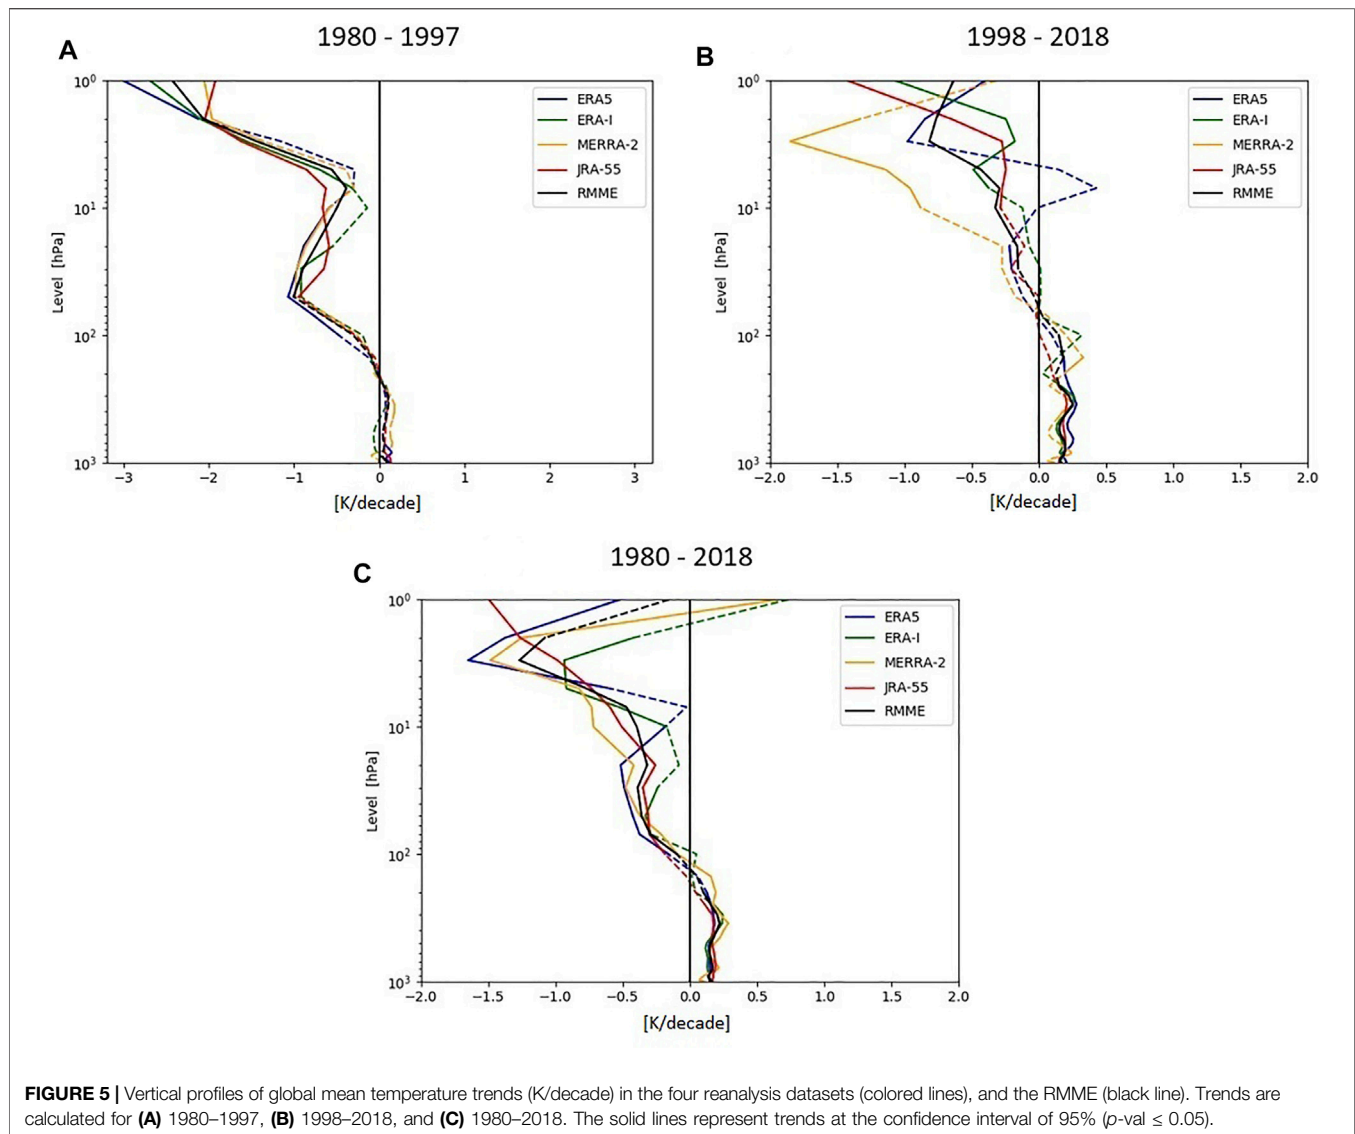 A
1980 - 1997
10⁰
10¹
10²
10³
Level [hPa]
−3 −2 −1 0 1 2 3
[K/decade]
ERA5
ERA-I
MERRA-2
JRA-55
RMME
B
1998 - 2018
10⁰
10¹
10²
10³
Level [hPa]
−2.0 −1.5 −1.0 −0.5 0.0 0.5 1.0 1.5 2.0
[K/decade]
ERA5
ERA-I
MERRA-2
JRA-55
RMME
C
1980 - 2018
10⁰
10¹
10²
10³
Level [hPa]
−2.0 −1.5 −1.0 −0.5 0.0 0.5 1.0 1.5 2.0
[K/decade]
ERA5
ERA-I
MERRA-2
JRA-55
RMME
FIGURE 5 | Vertical profiles of global mean temperature trends (K/decade) in the four reanalysis datasets (colored lines), and the RMME (black line). Trends are
calculated for (A) 1980–1997, (B) 1998–2018, and (C) 1980–2018. The solid lines represent trends at the confidence interval of 95% (p-val ≤ 0.05).